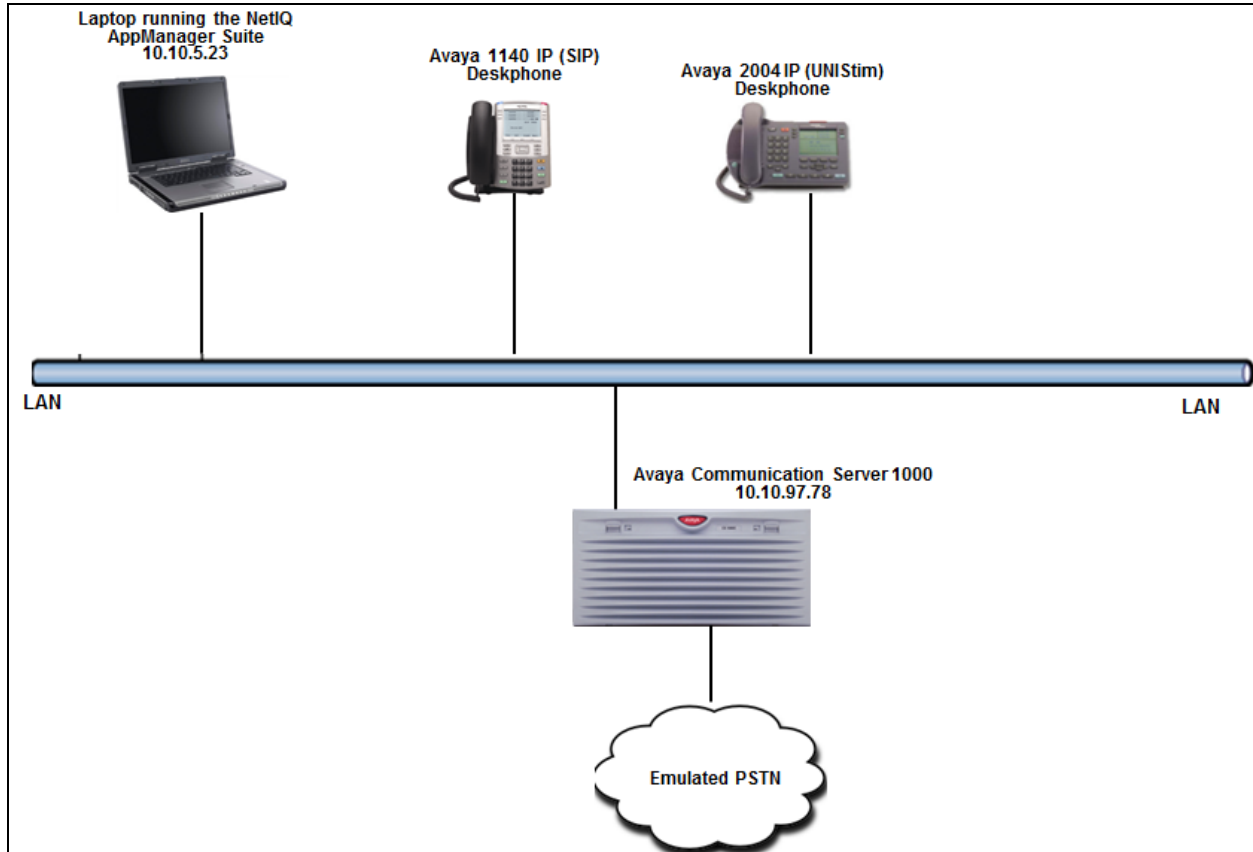 Laptop running the NetIQ
AppManager Suite
10.10.5.23
Avaya 1140 IP (SIP)
Deskphone
Avaya 2004 IP (UNIStim)
Deskphone
LAN
LAN
Avaya Communication Server 1000
10.10.97.78
AVAYA
Emulated PSTN